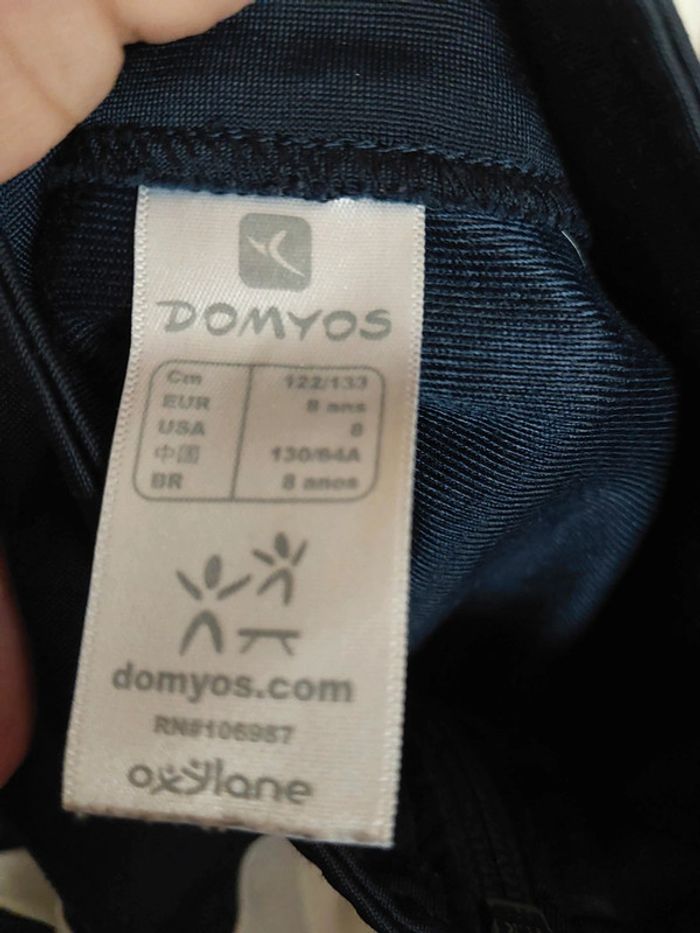 DOMYOS
Cm 122/133
EUR 8 ans
USA 8
中国 130/64A
BR 8 anos
domyos.com
RN#106987
oxylane